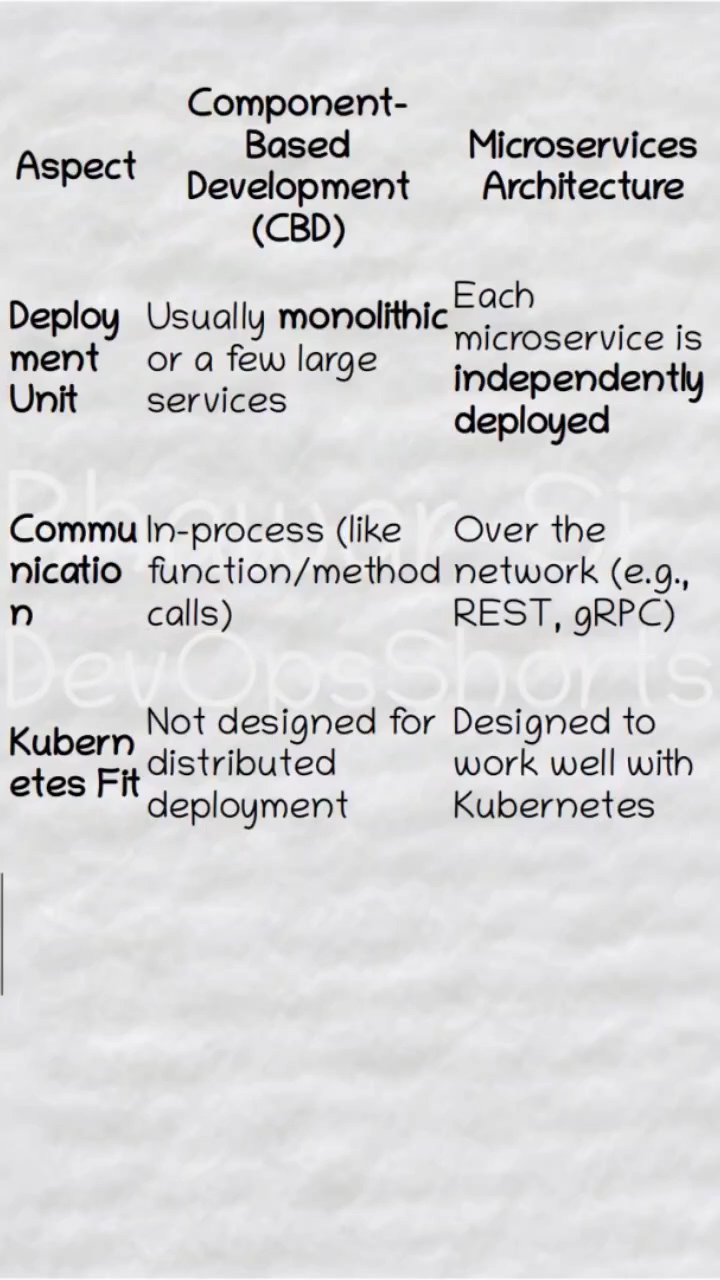 Aspect
Component-
Based
Development
(CBD)
Microservices
Architecture
Deploy
ment
Unit
Usually monolithic
or a few large
services
Each
microservice is
independently
deployed
Commu
nicatio
n
In-process (like
function/method
calls)
Over the
network (e.g.,
REST, gRPC)
Kubern
etes Fit
Not designed for
distributed
deployment
Designed to
work well with
Kubernetes
DevOpsShorts